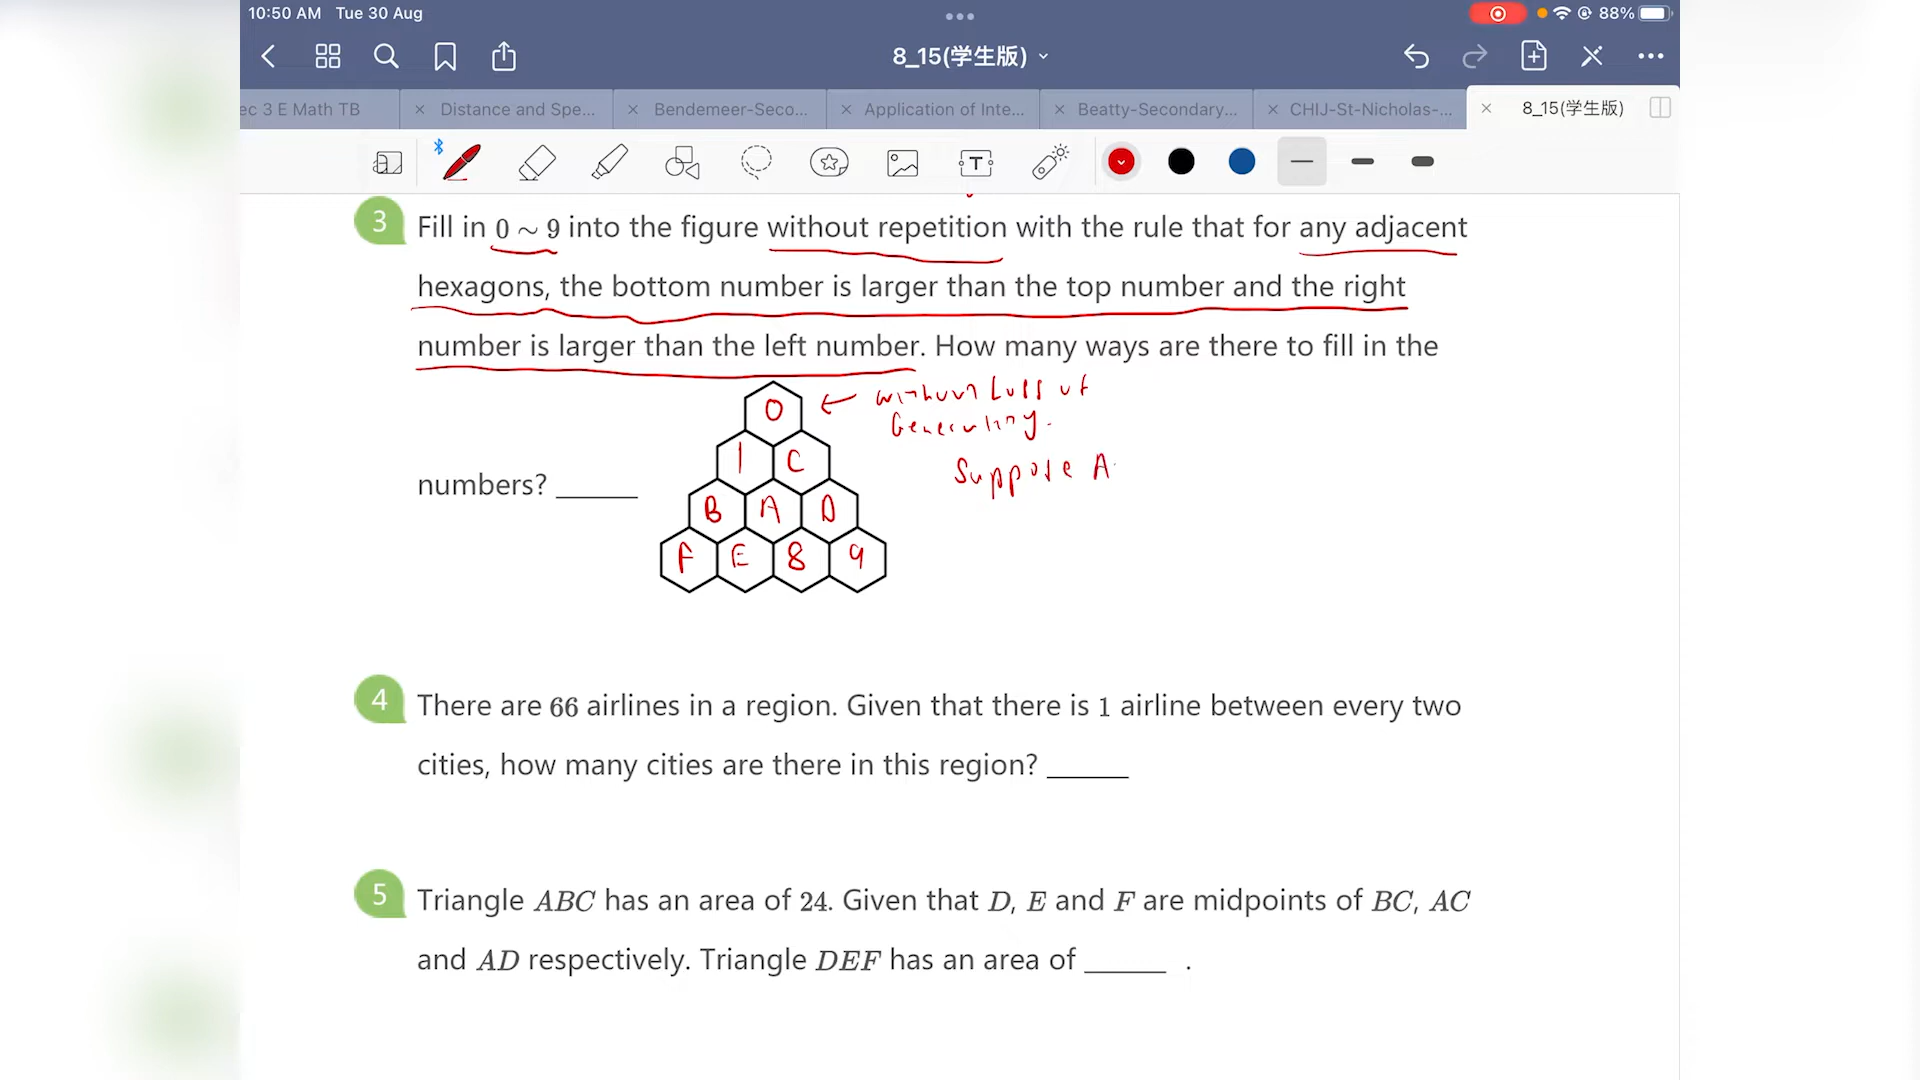 10:50 AM Tue 30 Aug
88%
8_15(学生版)
ec 3 E Math TB
Distance and Spe...
Bendemeer-Seco...
Application of Inte...
Beatty-Secondary...
CHIJ-St-Nicholas-...
8_15(学生版)
3 Fill in 0 ~ 9 into the figure without repetition with the rule that for any adjacent
hexagons, the bottom number is larger than the top number and the right
number is larger than the left number. How many ways are there to fill in the
numbers? ______
0
1 C
B A D
F E 8 9
without Loss of
Generality.
Suppose A
4 There are 66 airlines in a region. Given that there is 1 airline between every two
cities, how many cities are there in this region? ______
5 Triangle ABC has an area of 24. Given that D, E and F are midpoints of BC, AC
and AD respectively. Triangle DEF has an area of ______ .